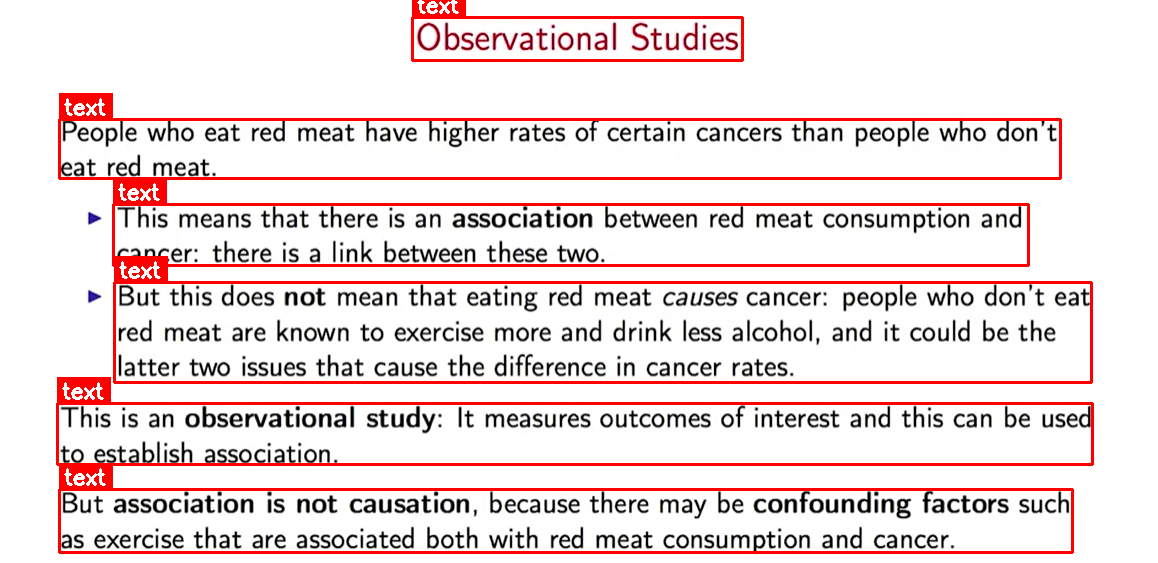 text
Observational Studies
text
People who eat red meat have higher rates of certain cancers than people who don't
eat red meat.
text
▶ This means that there is an association between red meat consumption and
cancer: there is a link between these two.
text
▶ But this does not mean that eating red meat causes cancer: people who don't eat
red meat are known to exercise more and drink less alcohol, and it could be the
latter two issues that cause the difference in cancer rates.
text
This is an observational study: It measures outcomes of interest and this can be used
to establish association.
text
But association is not causation, because there may be confounding factors such
as exercise that are associated both with red meat consumption and cancer.